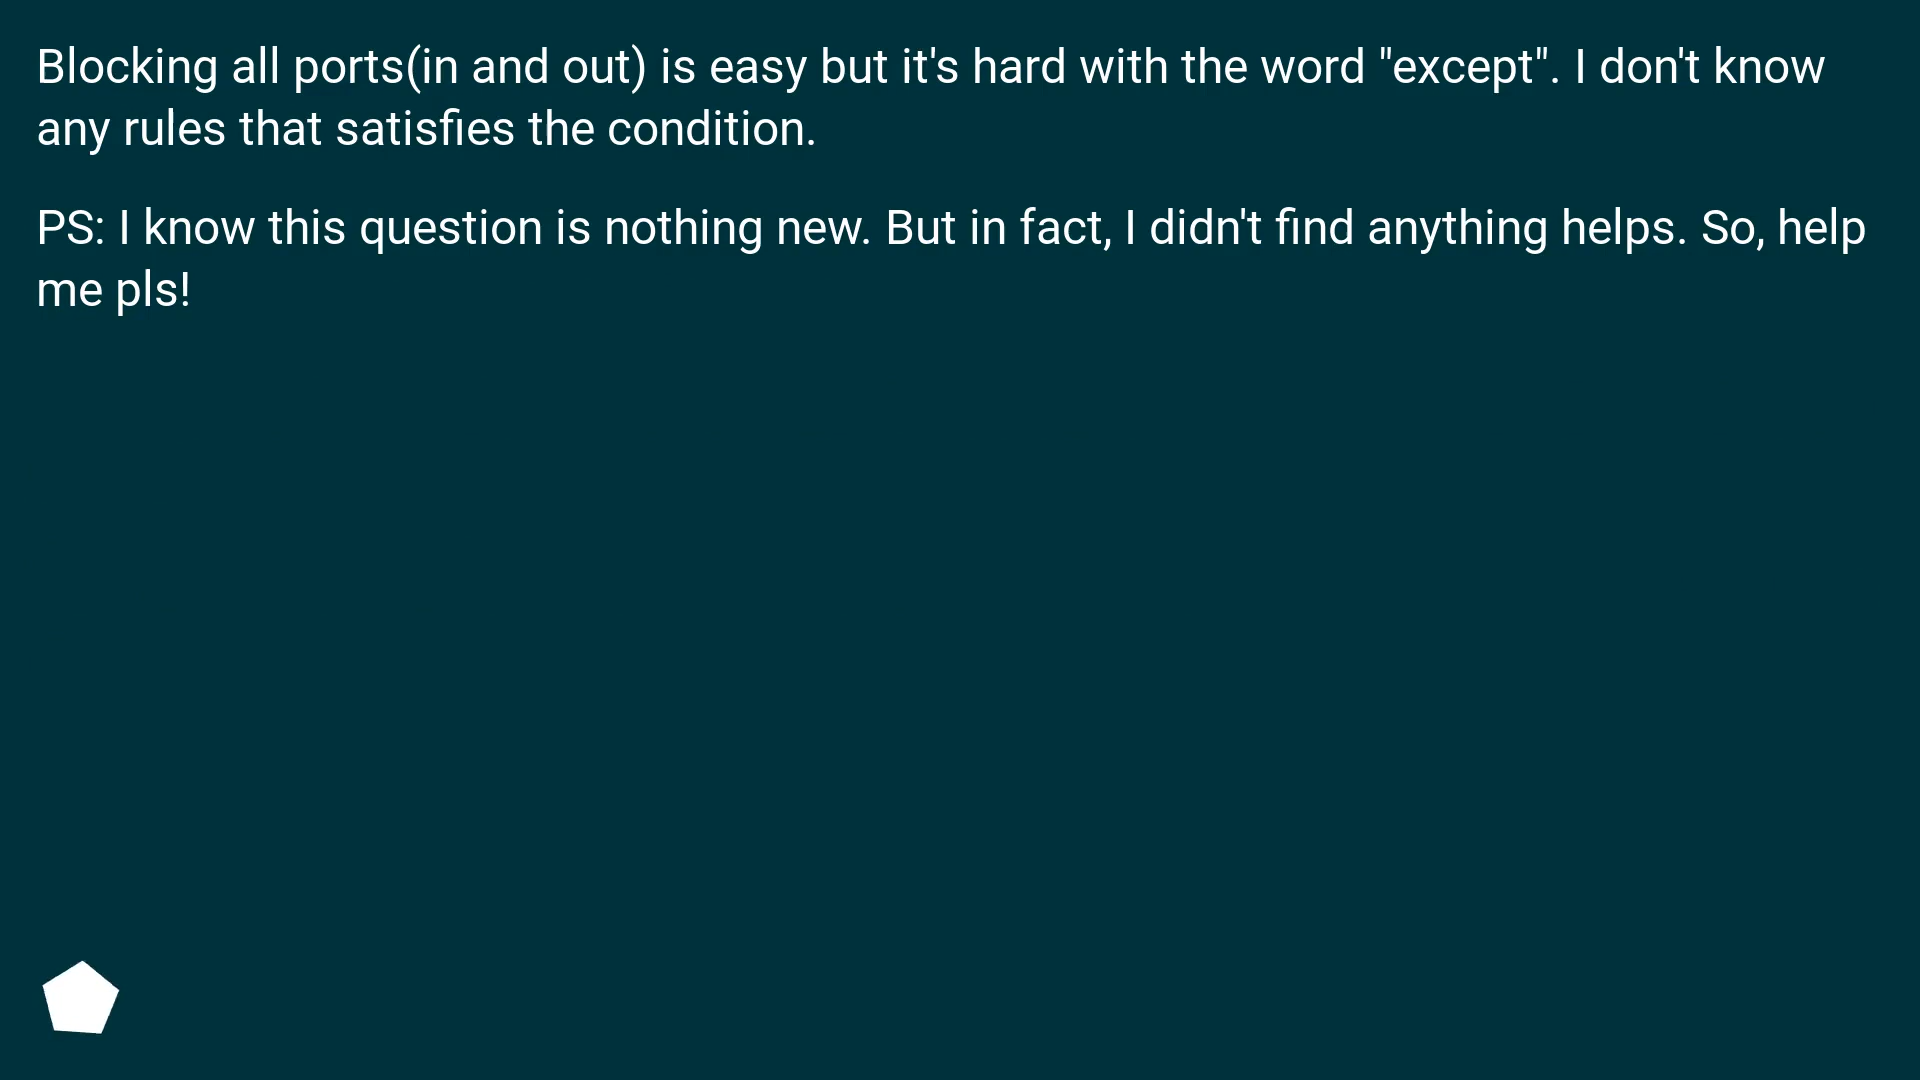 Blocking all ports(in and out) is easy but it's hard with the word "except". I don't know
any rules that satisfies the condition.
PS: I know this question is nothing new. But in fact, I didn't find anything helps. So, help
me pls!